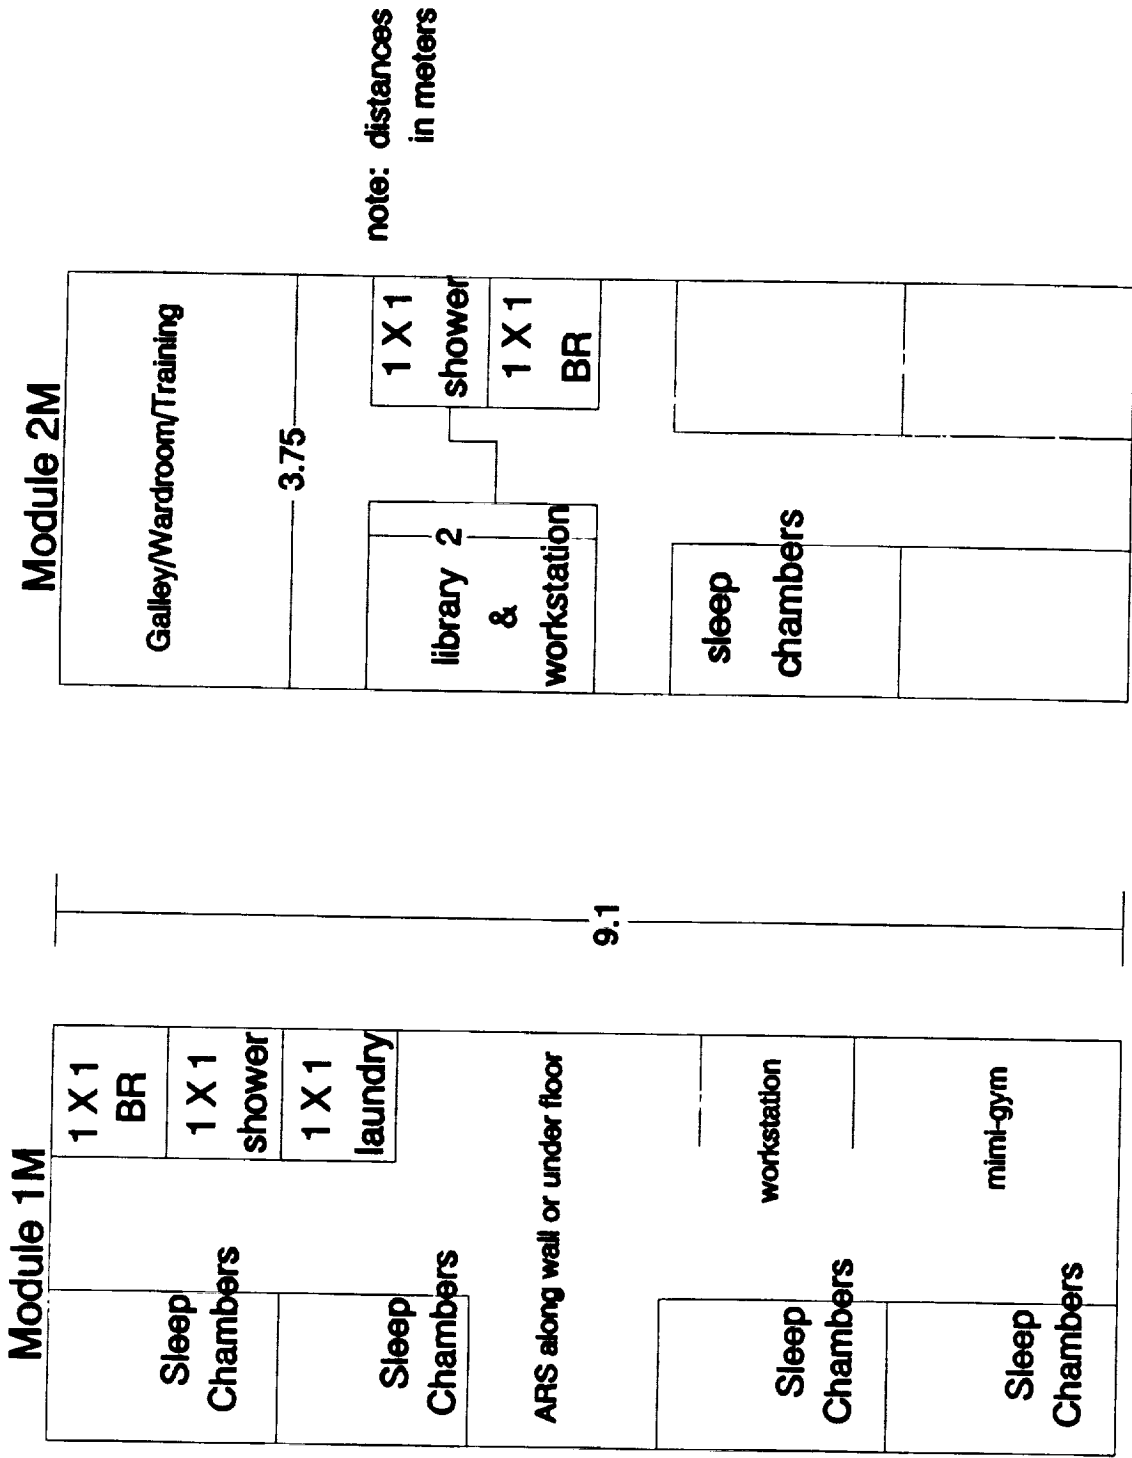 Module 1M
1 X 1
BR
1 X 1
shower
1 X 1
laundry
Sleep
Chambers
Sleep
Chambers
ARS along wall or under floor
workstation
Sleep
Chambers
mimi-gym
Sleep
Chambers
9.1
Module 2M
Galley/Wardroom/Training
3.75
library 2
&
workstation
1 X 1
shower
1 X 1
BR
sleep
chambers
note: distances
in meters